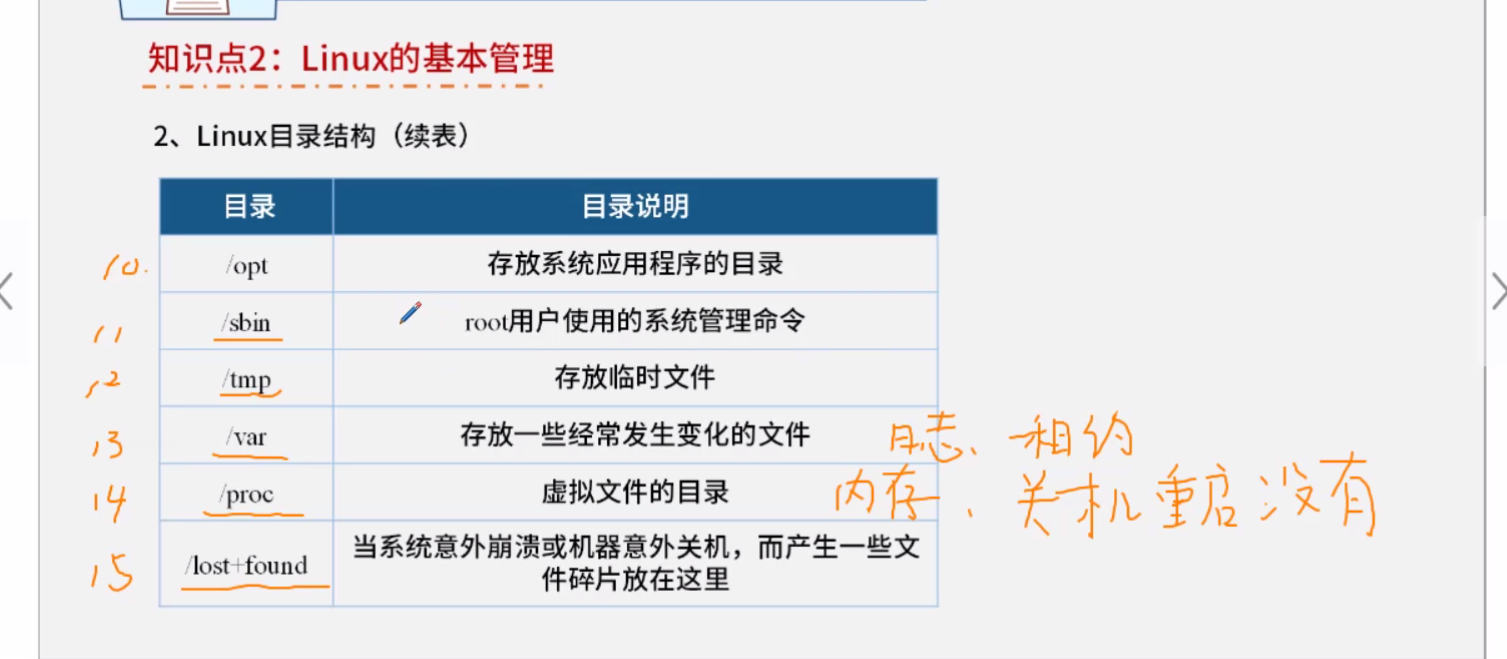 知识点2：Linux的基本管理
2、Linux目录结构（续表）
目录 目录说明
10. /opt 存放系统应用程序的目录
11 /sbin root用户使用的系统管理命令
12 /tmp 存放临时文件
13 /var 存放一些经常发生变化的文件 日志、
14 /proc 虚拟文件的目录 内存、关机重启没有
15 /lost+found 当系统意外崩溃或机器意外关机，而产生一些文
件碎片放在这里